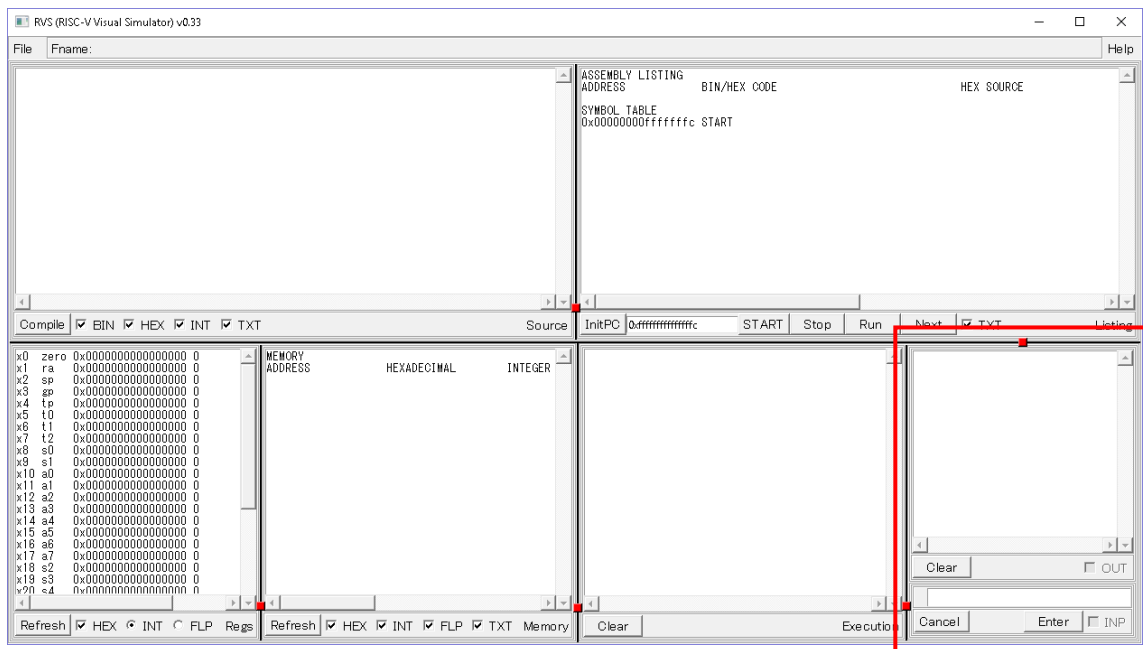 RVS (RISC-V Visual Simulator) v0.33
File Fname: Help
ASSEMBLY LISTING
ADDRESS BIN/HEX CODE HEX SOURCE
SYMBOL TABLE
0x00000000fffffffc START
Compile BIN HEX INT TXT Source
InitPC 0xfffffffffffffffc START Stop Run Next TXT Listing
x0 zero 0x0000000000000000 0
x1 ra 0x0000000000000000 0
x2 sp 0x0000000000000000 0
x3 gp 0x0000000000000000 0
x4 tp 0x0000000000000000 0
x5 t0 0x0000000000000000 0
x6 t1 0x0000000000000000 0
x7 t2 0x0000000000000000 0
x8 s0 0x0000000000000000 0
x9 s1 0x0000000000000000 0
x10 a0 0x0000000000000000 0
x11 a1 0x0000000000000000 0
x12 a2 0x0000000000000000 0
x13 a3 0x0000000000000000 0
x14 a4 0x0000000000000000 0
x15 a5 0x0000000000000000 0
x16 a6 0x0000000000000000 0
x17 a7 0x0000000000000000 0
x18 s2 0x0000000000000000 0
x19 s3 0x0000000000000000 0
x20 s4 0x0000000000000000 0
MEMORY
ADDRESS HEXADECIMAL INTEGER
Clear OUT
Refresh HEX INT FLP Regs
Refresh HEX INT FLP TXT Memory
Clear Execution
Cancel Enter INP